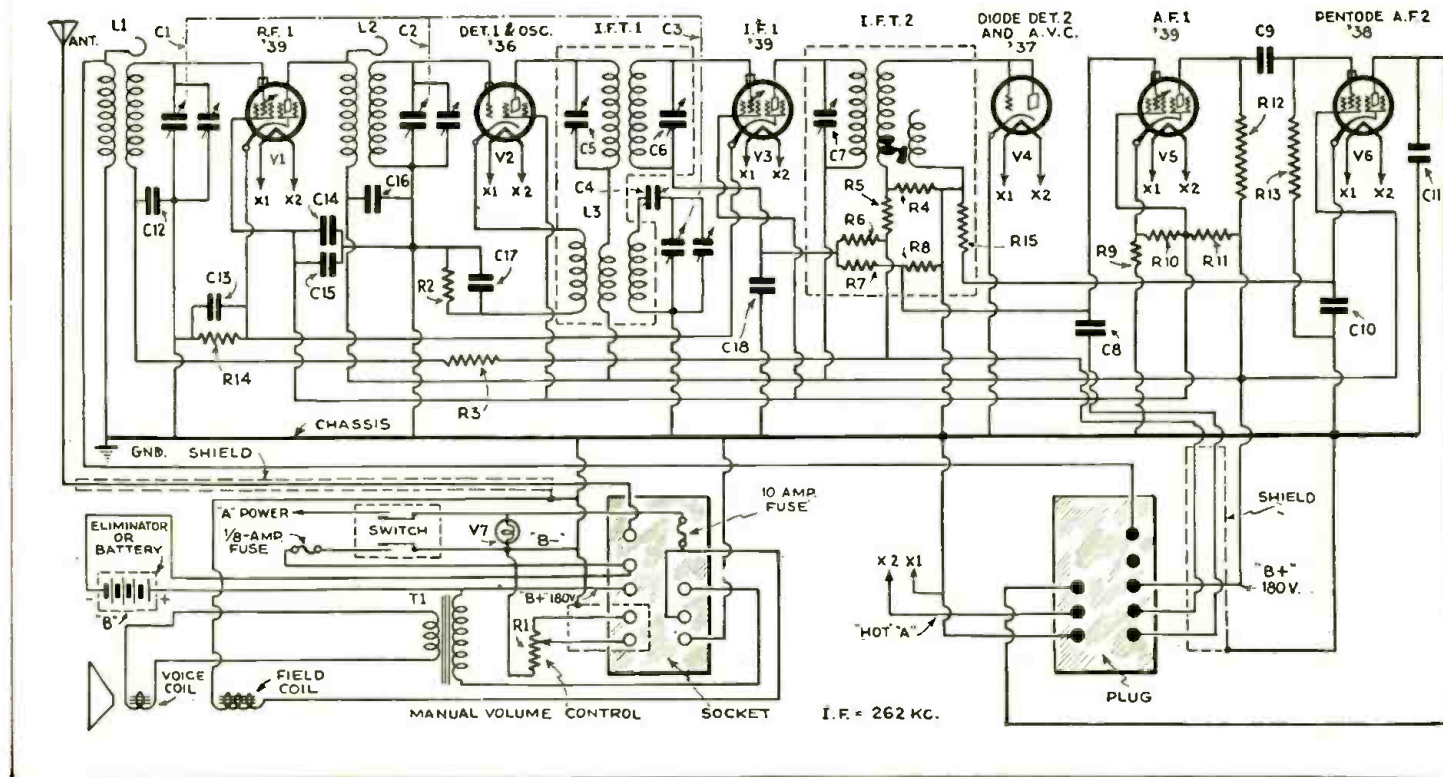 L1
ANT.
C1
R.F.1
'39
L2
C2
DET.1 & OSC.
'36
I.F.T.1
C3
I.F.1
'39
I.F.T.2
DIODE DET.2
AND A.V.C.
'37
A.F.1
'39
C9
PENTODE A.F.2
'38
R12
R13
C11
V1
X1 X2
V2
C5
C6
V3
X1 X2
C7
V4
X1 X2
V5
X1 X2
V6
X1 X2
C12
C14
C16
C4
L3
R5
R4
R6
R8
R7
R15
R9
R10
R11
C13
C15
R2
C17
C18
C8
C10
R14
R3
CHASSIS
GND. SHIELD
ELIMINATOR
OR
BATTERY
"A" POWER
1/8-AMP.
FUSE
SWITCH
V7
"B-"
10 AMP.
FUSE
SHIELD
- +
"B"
T1
"B+" 180V.
R1
X2 X1
"HOT" "A"
"B+"
180V.
VOICE
COIL
FIELD
COIL
MANUAL VOLUME CONTROL
SOCKET
I.F. = 262 KC.
PLUG